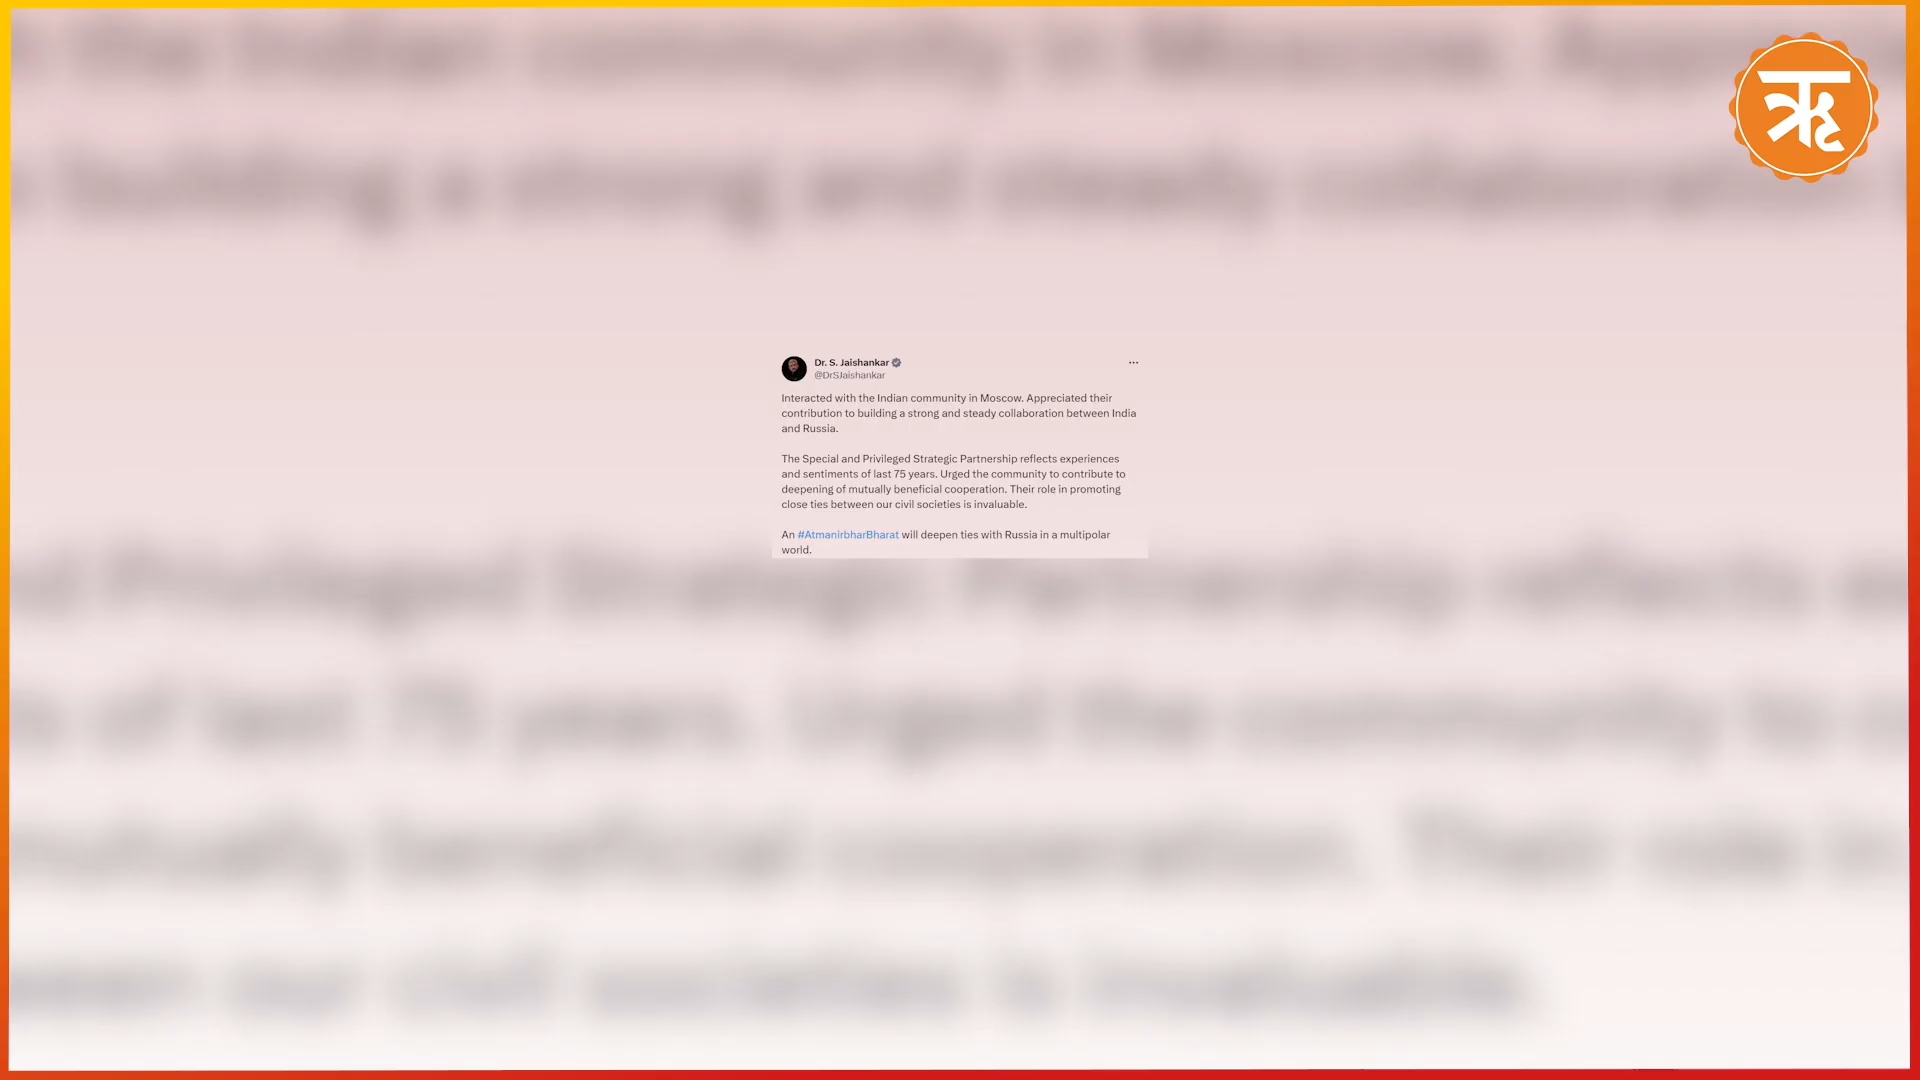 ऋ
Dr. S. Jaishankar
@DrSJaishankar
Interacted with the Indian community in Moscow. Appreciated their
contribution to building a strong and steady collaboration between India
and Russia.
The Special and Privileged Strategic Partnership reflects experiences
and sentiments of last 75 years. Urged the community to contribute to
deepening of mutually beneficial cooperation. Their role in promoting
close ties between our civil societies is invaluable.
An #AtmanirbharBharat will deepen ties with Russia in a multipolar
world.